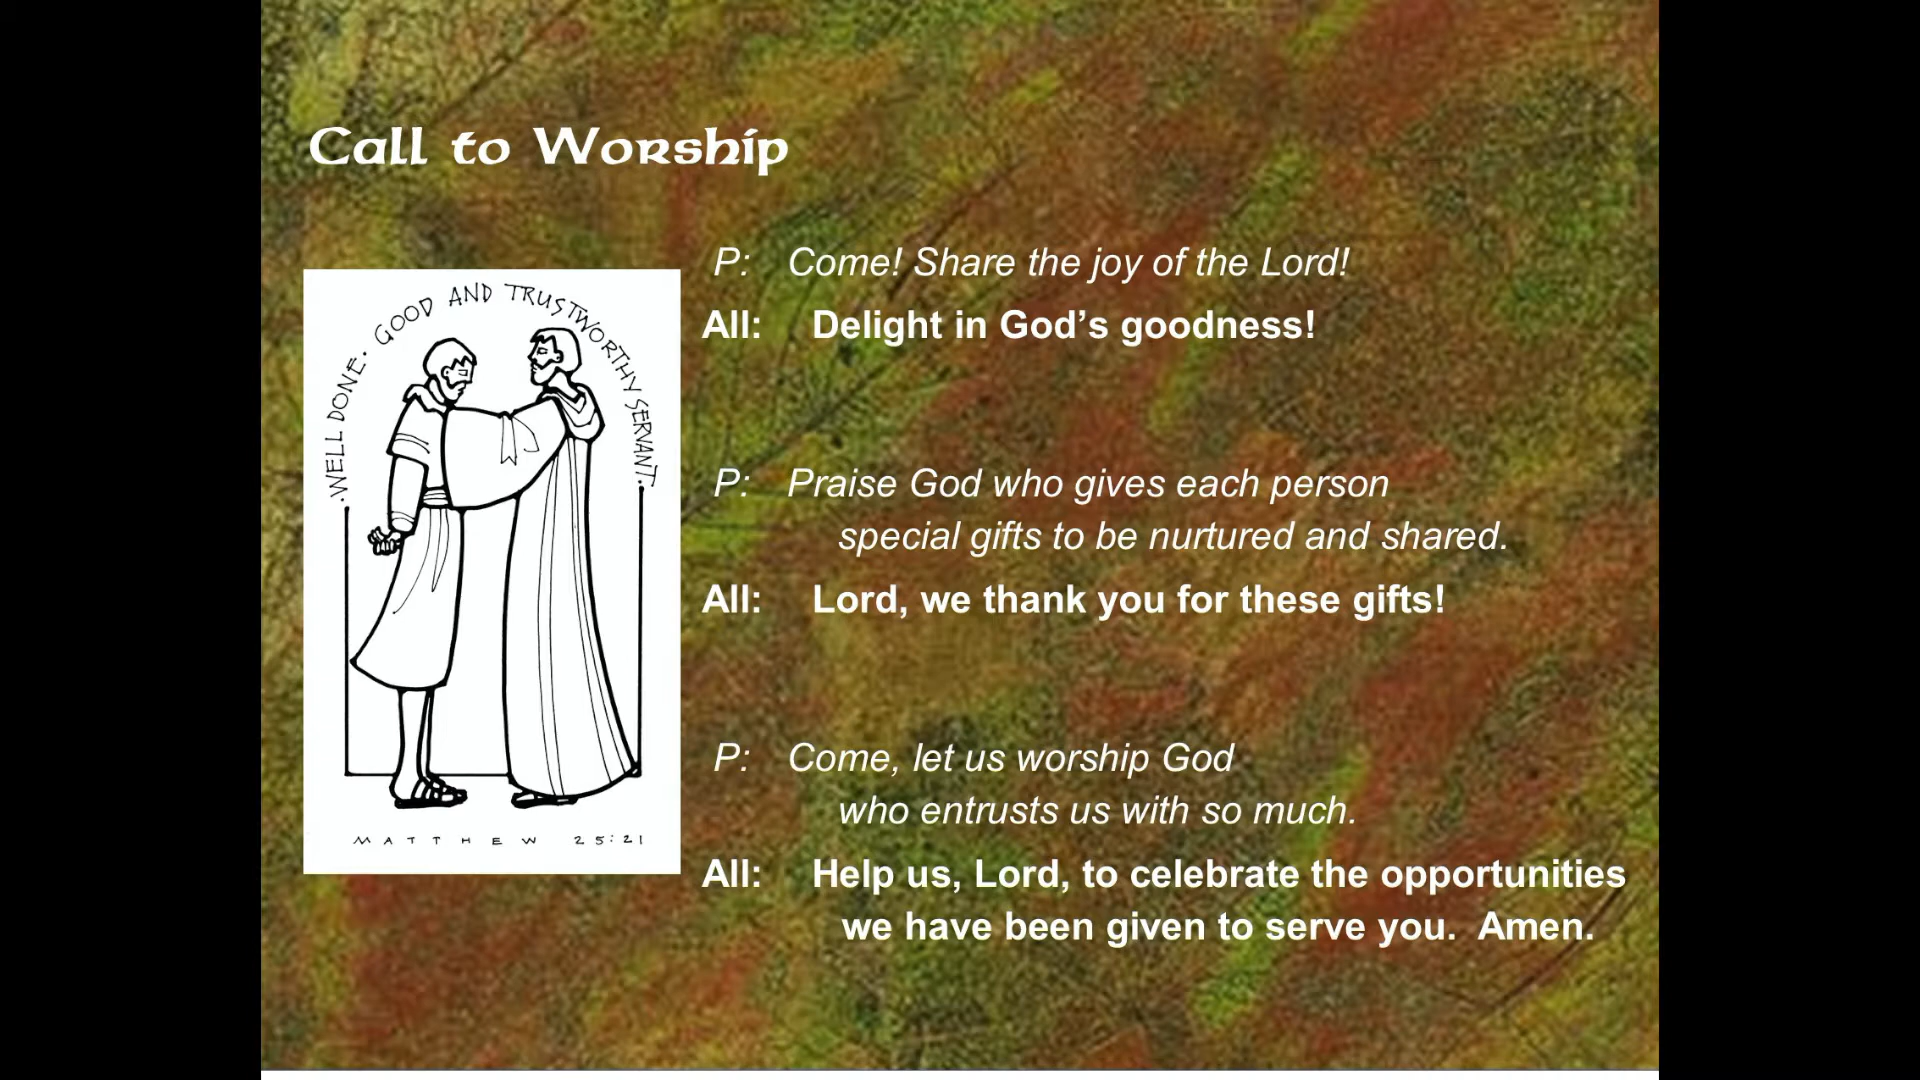 Call to Worship
WELL DONE. GOOD AND TRUSTWORTHY SERVANT.
MATTHEW 25:21
P: Come! Share the joy of the Lord!
All: Delight in God’s goodness!
P: Praise God who gives each person
special gifts to be nurtured and shared.
All: Lord, we thank you for these gifts!
P: Come, let us worship God
who entrusts us with so much.
All: Help us, Lord, to celebrate the opportunities
we have been given to serve you. Amen.